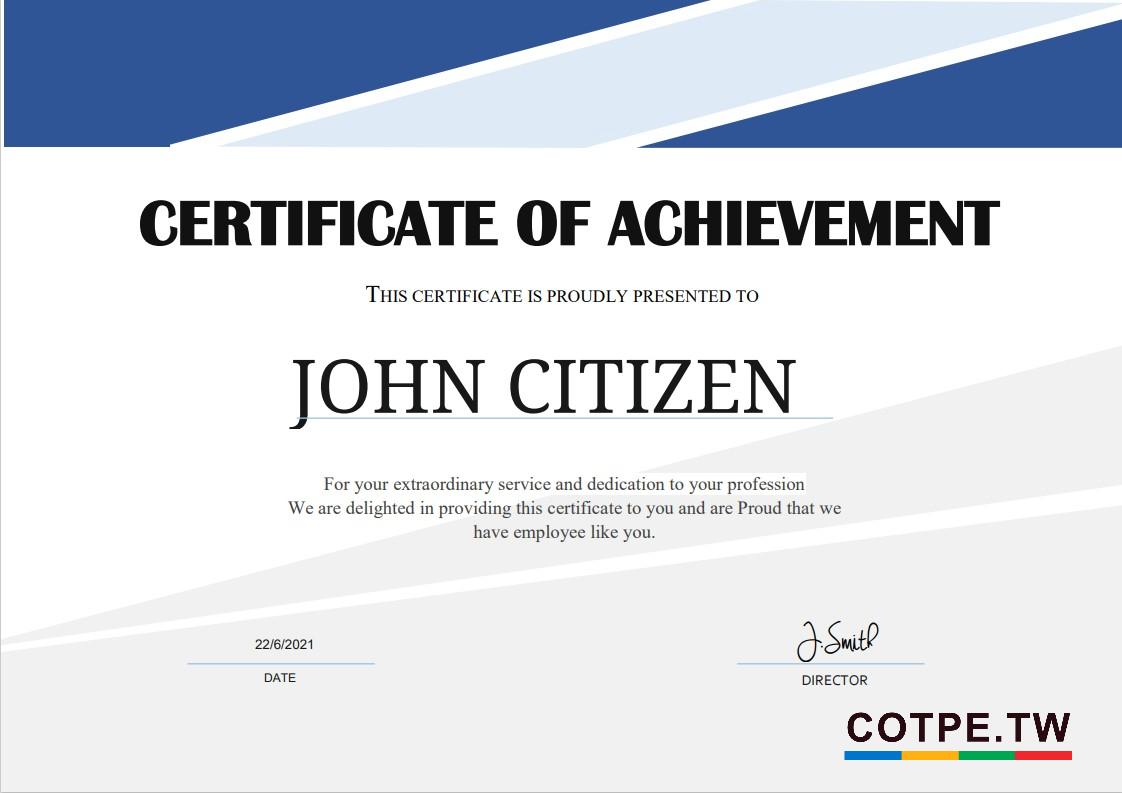 CERTIFICATE OF ACHIEVEMENT
THIS CERTIFICATE IS PROUDLY PRESENTED TO
JOHN CITIZEN
For your extraordinary service and dedication to your profession
We are delighted in providing this certificate to you and are Proud that we
have employee like you.
22/6/2021
DATE
J.Smith
DIRECTOR
COTPE.TW